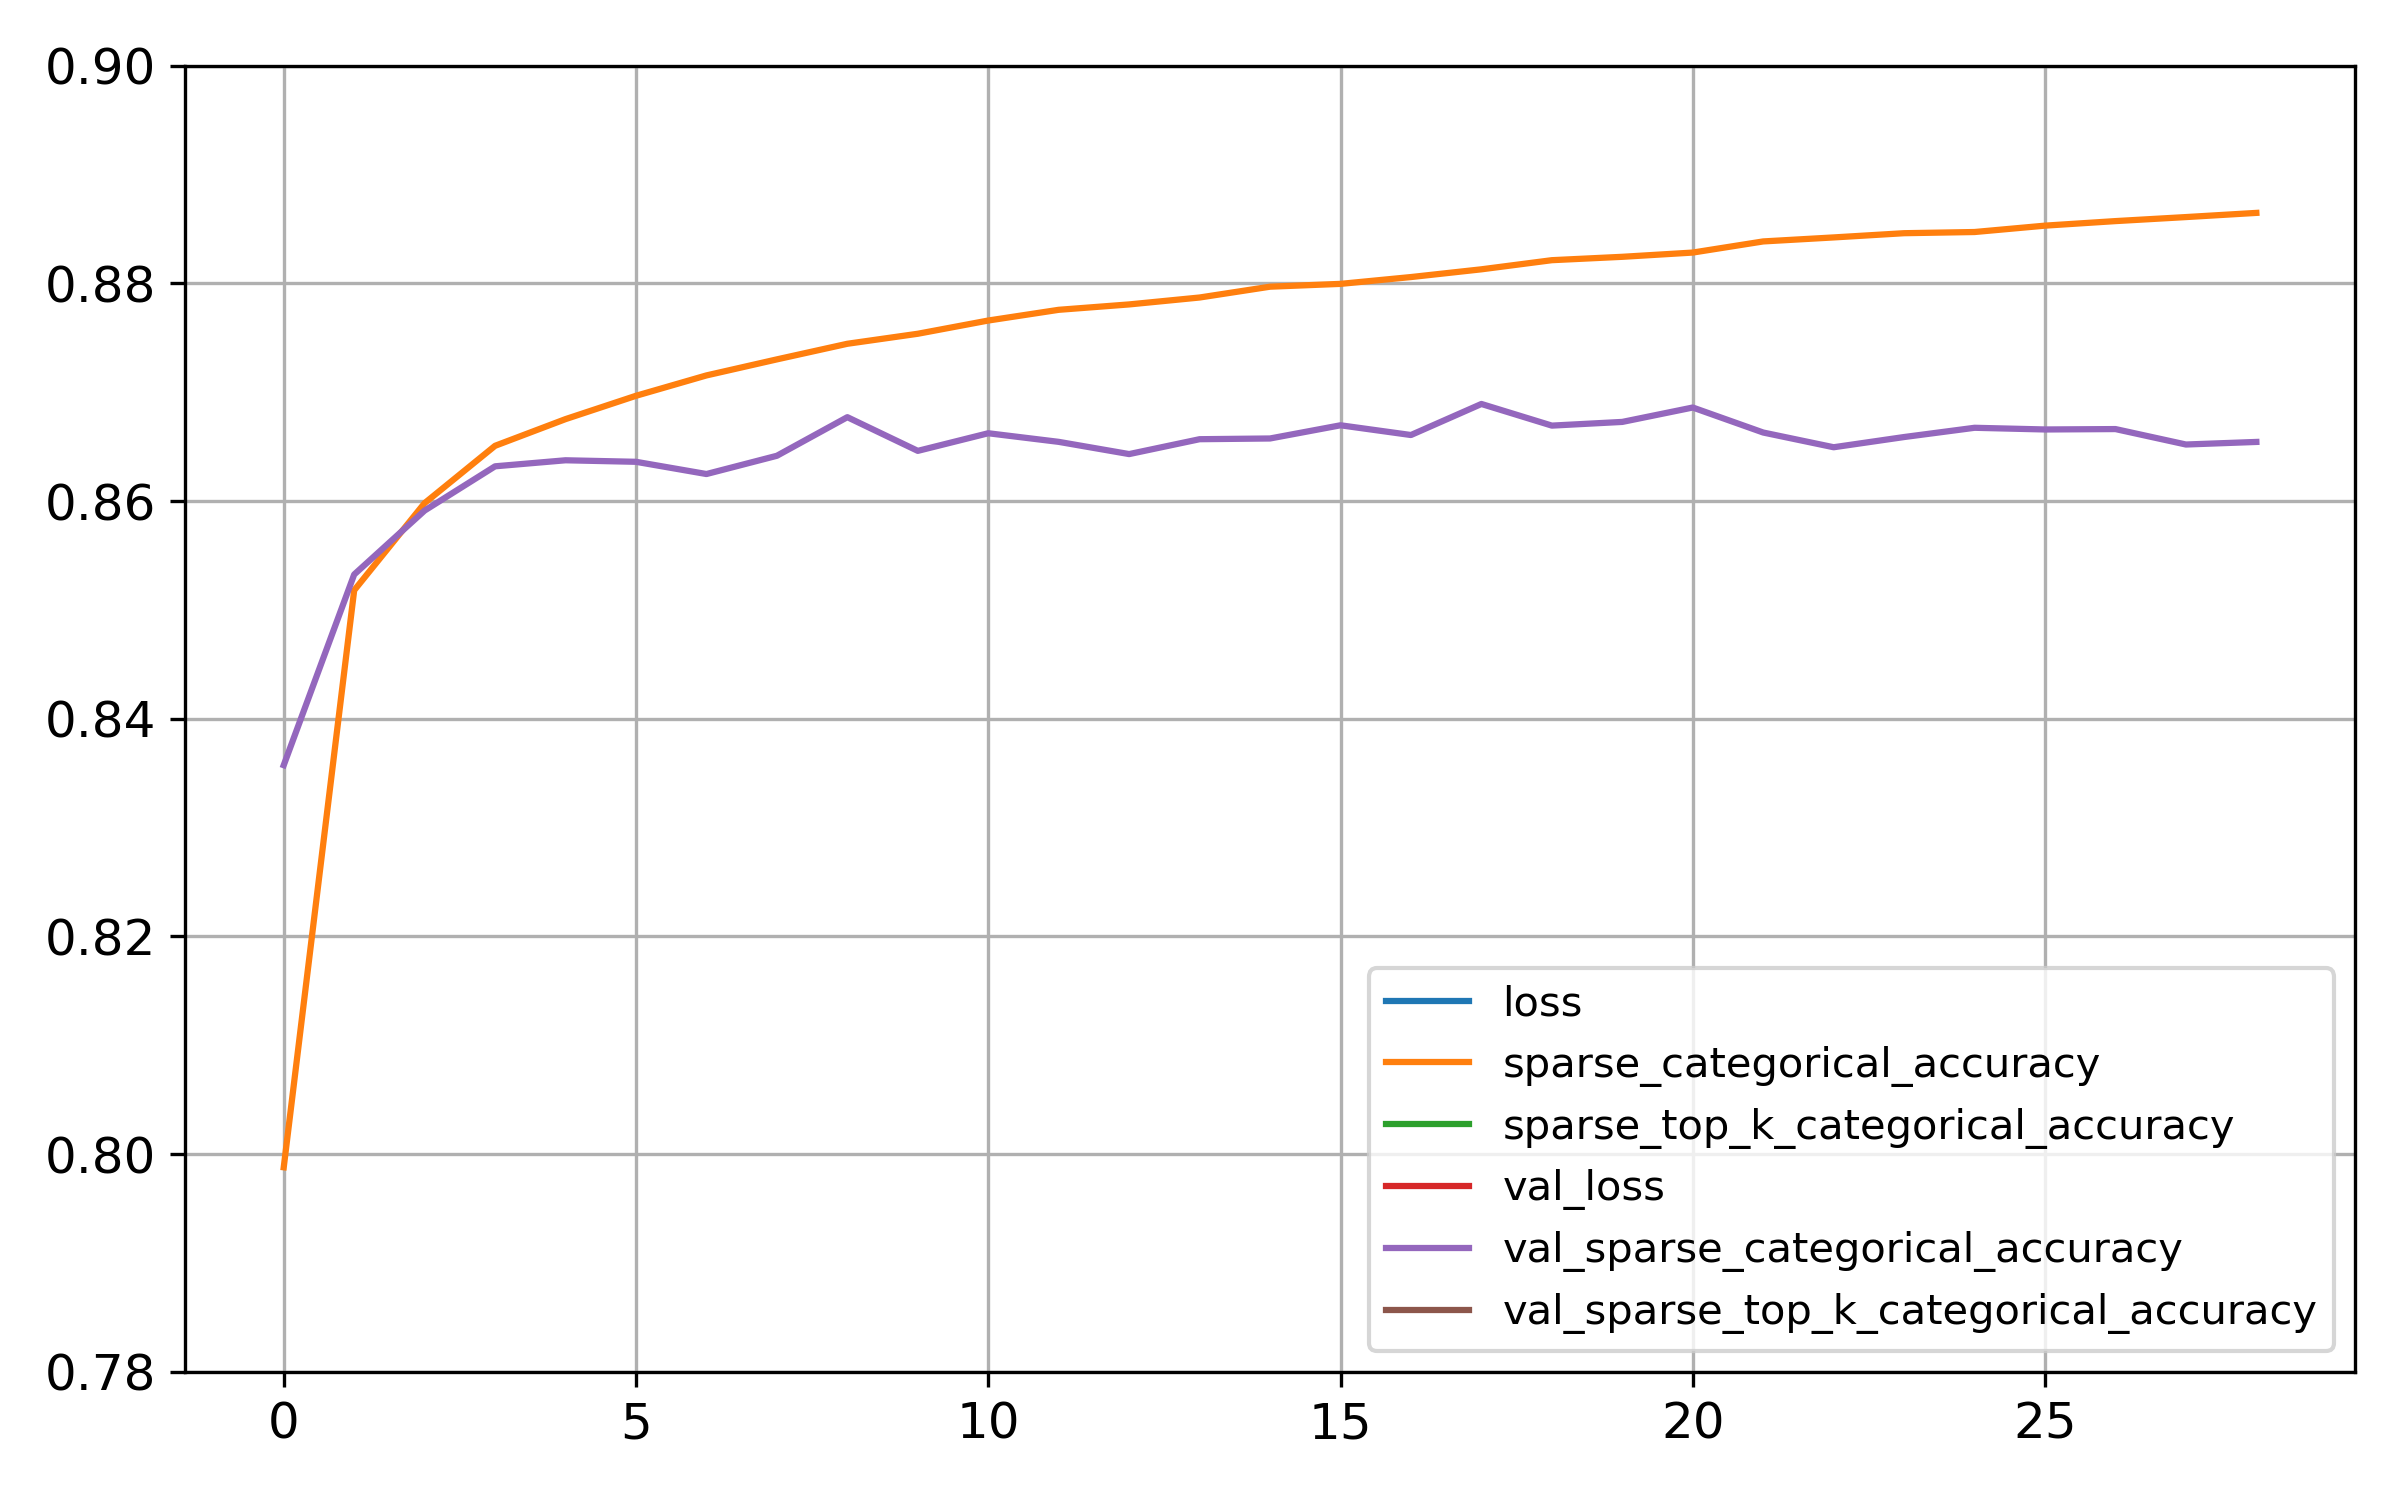 0.90
0.88
0.86
0.84
0.82
0.80
0.78
0 5 10 15 20 25
loss
sparse_categorical_accuracy
sparse_top_k_categorical_accuracy
val_loss
val_sparse_categorical_accuracy
val_sparse_top_k_categorical_accuracy